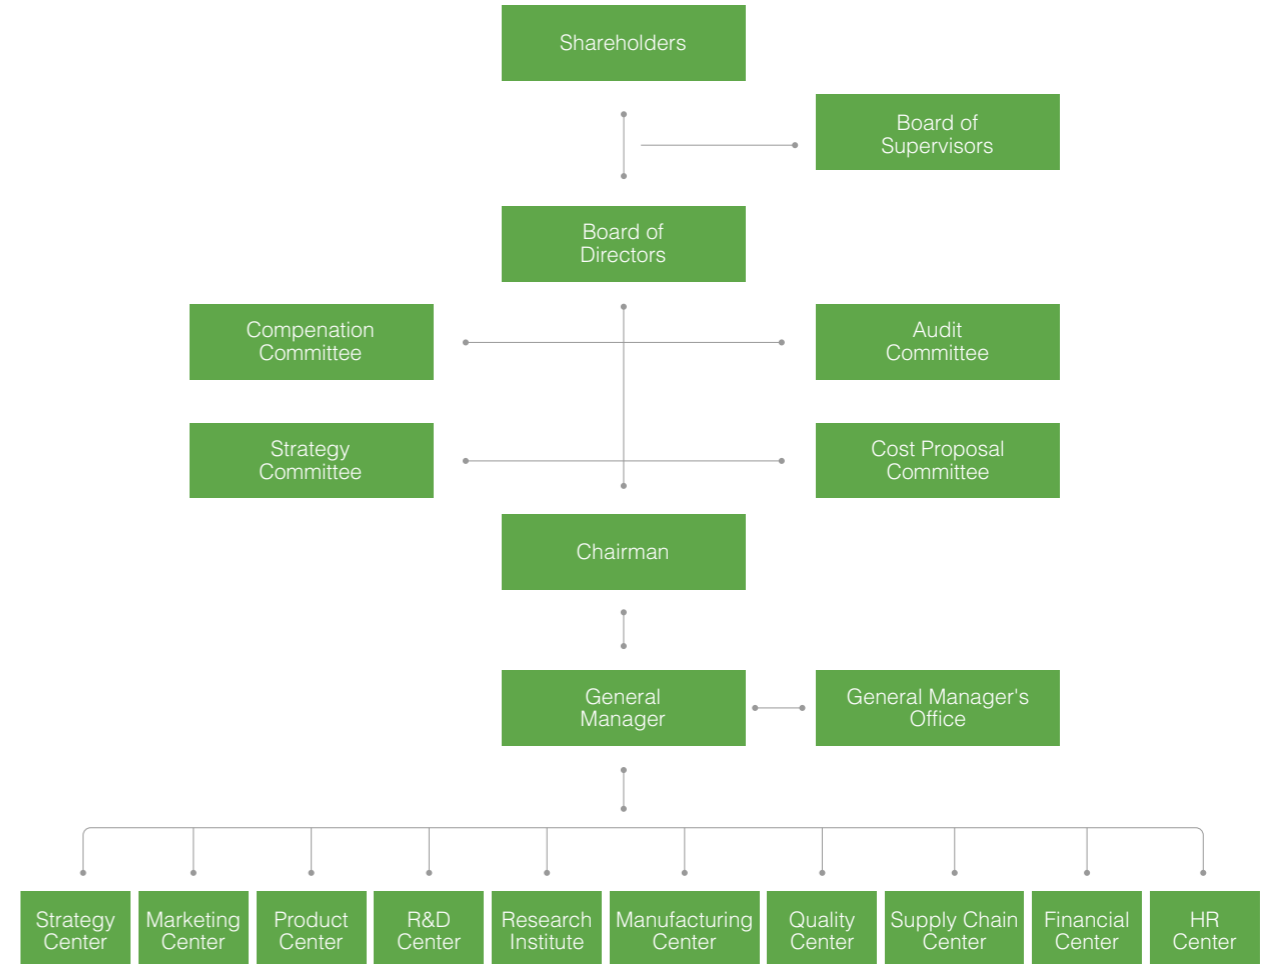 Shareholders
Board of
Supervisors
Board of
Directors
Compenation
Committee
Audit
Committee
Strategy
Committee
Cost Proposal
Committee
Chairman
General
Manager
General Manager's
Office
Strategy
Center
Marketing
Center
Product
Center
R&D
Center
Research
Institute
Manufacturing
Center
Quality
Center
Supply Chain
Center
Financial
Center
HR
Center